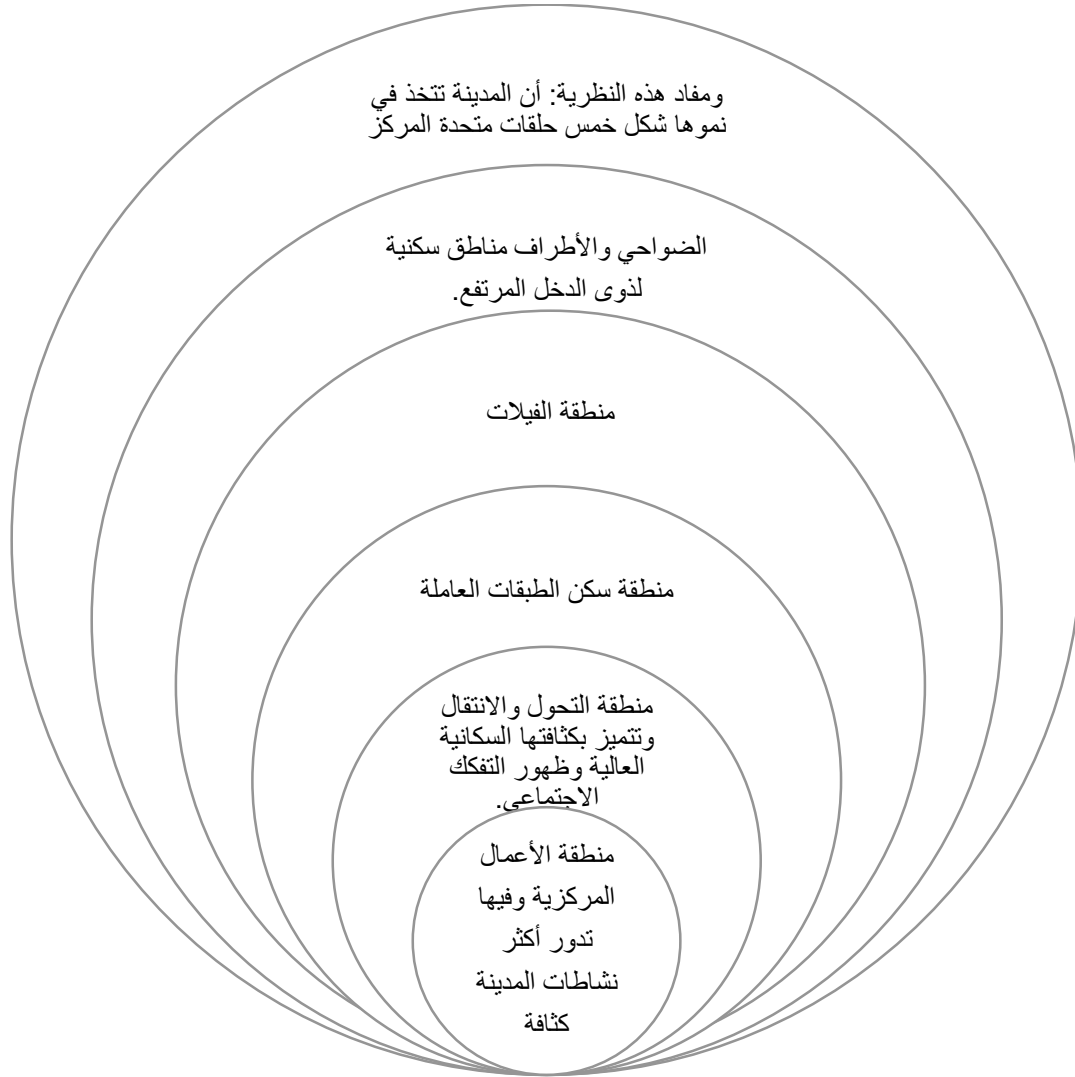 ومفاد هذه النظرية: أن المدينة تتخذ في
نموها شكل خمس حلقات متحدة المركز
الضواحي والأطراف مناطق سكنية
لذوى الدخل المرتفع.
منطقة الفيلات
منطقة سكن الطبقات العاملة
منطقة التحول والانتقال
وتتميز بكثافتها السكانية
العالية وظهور التفكك
الاجتماعي.
منطقة الأعمال
المركزية وفيها
تدور أكثر
نشاطات المدينة
كثافة